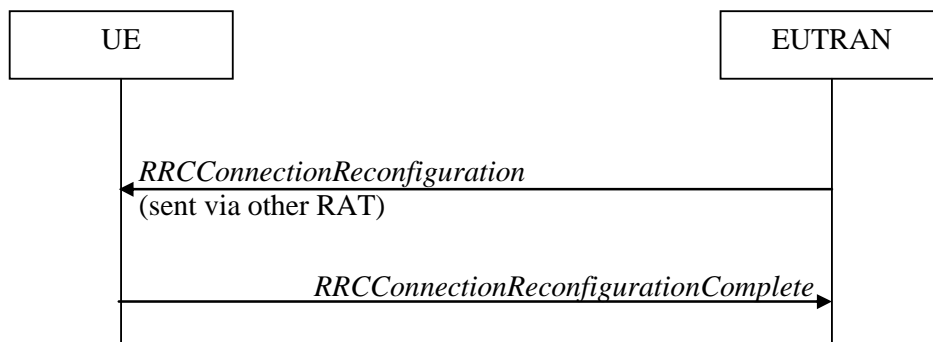 UE
EUTRAN
RRCConnectionReconfiguration
(sent via other RAT)
RRCConnectionReconfigurationComplete